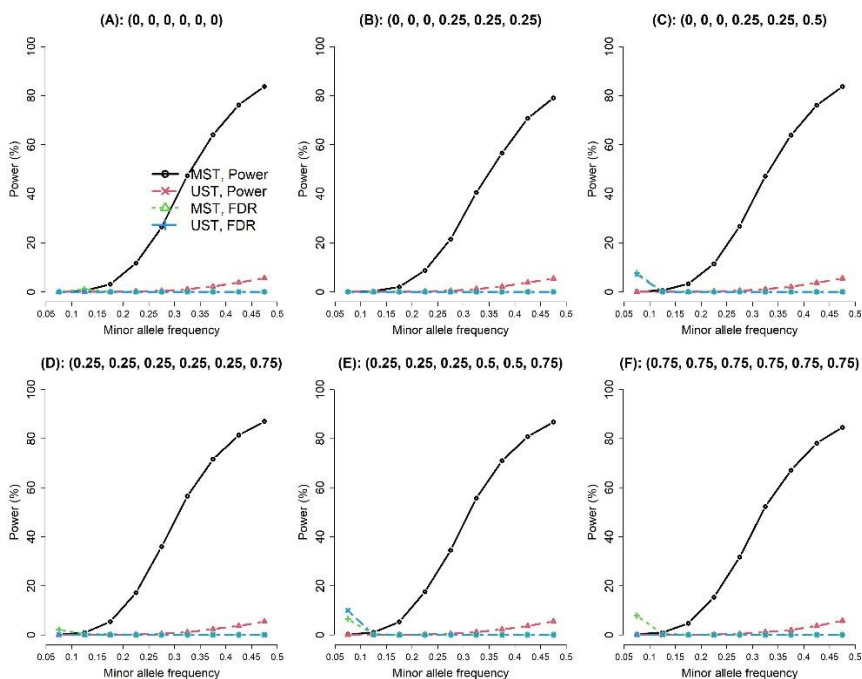 (A): (0, 0, 0, 0, 0, 0)
Power (%)
100
80
60
40
20
0
MST, Power
UST, Power
MST, FDR
UST, FDR
0.05 0.1 0.15 0.2 0.25 0.3 0.35 0.4 0.45 0.5
Minor allele frequency
(B): (0, 0, 0, 0.25, 0.25, 0.25)
Power (%)
100
80
60
40
20
0
0.05 0.1 0.15 0.2 0.25 0.3 0.35 0.4 0.45 0.5
Minor allele frequency
(C): (0, 0, 0, 0.25, 0.25, 0.5)
Power (%)
100
80
60
40
20
0
0.05 0.1 0.15 0.2 0.25 0.3 0.35 0.4 0.45 0.5
Minor allele frequency
(D): (0.25, 0.25, 0.25, 0.25, 0.25, 0.75)
Power (%)
100
80
60
40
20
0
0.05 0.1 0.15 0.2 0.25 0.3 0.35 0.4 0.45 0.5
Minor allele frequency
(E): (0.25, 0.25, 0.25, 0.5, 0.5, 0.75)
Power (%)
100
80
60
40
20
0
0.05 0.1 0.15 0.2 0.25 0.3 0.35 0.4 0.45 0.5
Minor allele frequency
(F): (0.75, 0.75, 0.75, 0.75, 0.75, 0.75)
Power (%)
100
80
60
40
20
0
0.05 0.1 0.15 0.2 0.25 0.3 0.35 0.4 0.45 0.5
Minor allele frequency